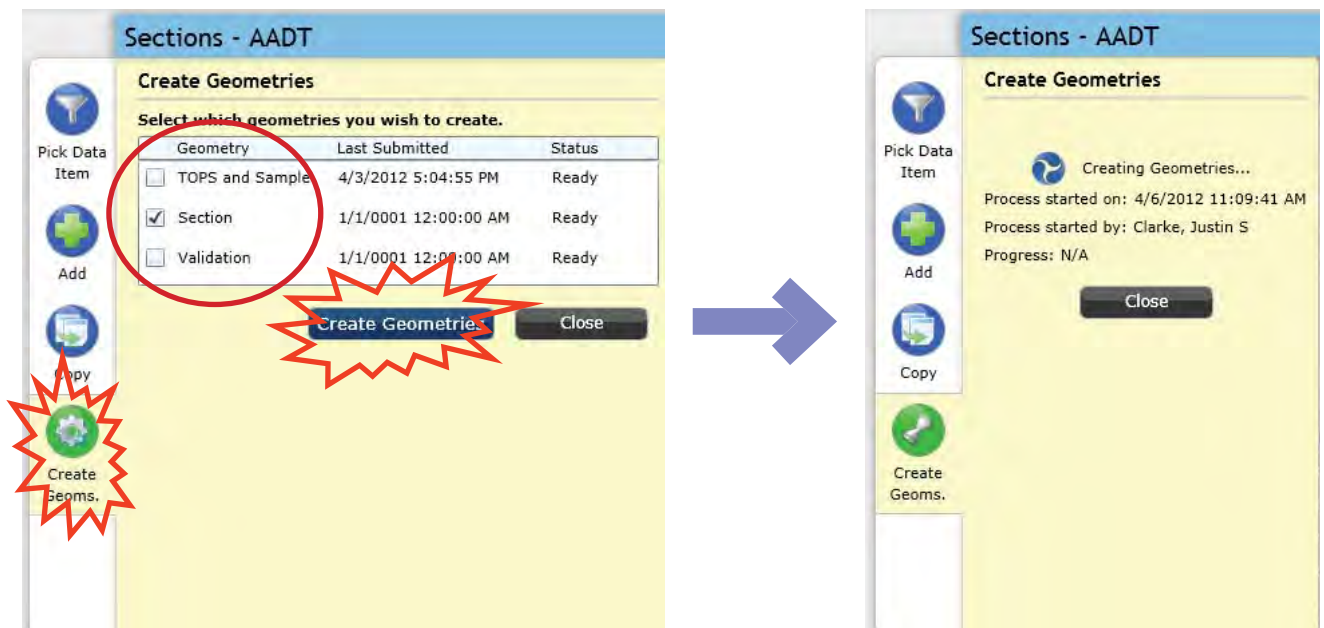 Sections - AADT
Create Geometries
Select which geometries you wish to create.
Geometry Last Submitted Status
TOPS and Sample 4/3/2012 5:04:55 PM Ready
Section 1/1/0001 12:00:00 AM Ready
Validation 1/1/0001 12:00:00 AM Ready
Create Geometries Close
Pick Data
Item
Add
Copy
Create
Geoms.
Sections - AADT
Create Geometries
Creating Geometries...
Process started on: 4/6/2012 11:09:41 AM
Process started by: Clarke, Justin S
Progress: N/A
Close
Pick Data
Item
Add
Copy
Create
Geoms.